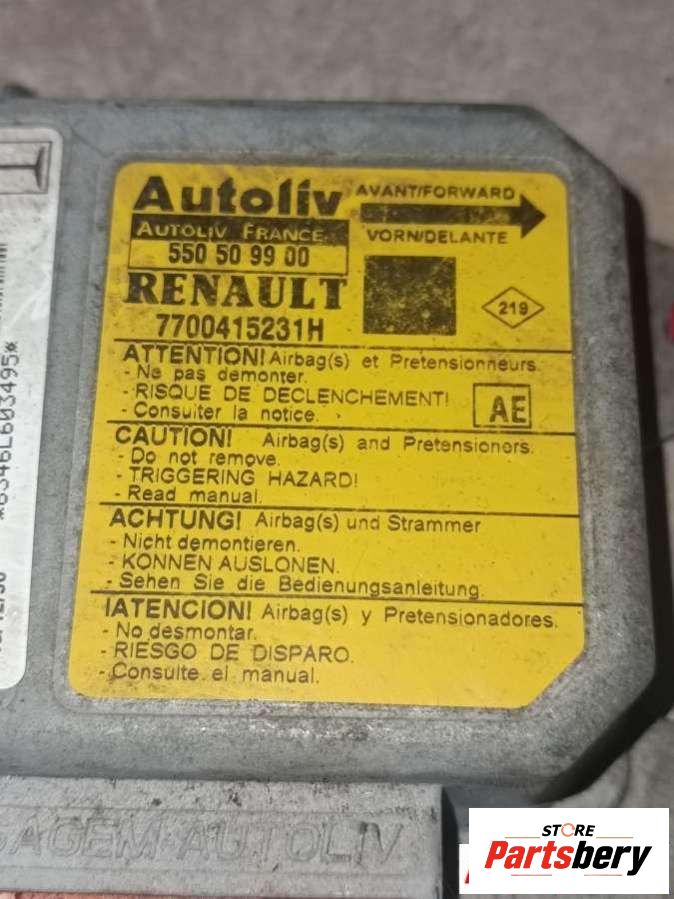 Autoliv
AVANT/FORWARD
AUTOLIV FRANCE
VORN/DELANTE
550 50 99 00
RENAULT
219
7700415231H
ATTENTION! Airbag(s) et Pretensionneurs.
- Ne pas demonter.
- RISQUE DE DECLENCHEMENT!
- Consulter la notice.
AE
CAUTION! Airbag(s) and Pretensioners.
- Do not remove.
- TRIGGERING HAZARD!
- Read manual.
ACHTUNG! Airbag(s) und Strammer
- Nicht demontieren.
- KONNEN AUSLONEN.
- Sehen Sie die Bedienungsanleitung.
IATENCION! Airbag(s) y Pretensionadores.
- No desmontar.
- RIESGO DE DISPARO.
- Consulte el manual.
*6346L603495*
SAGEM-AUTOLIV
STORE
Partsbery